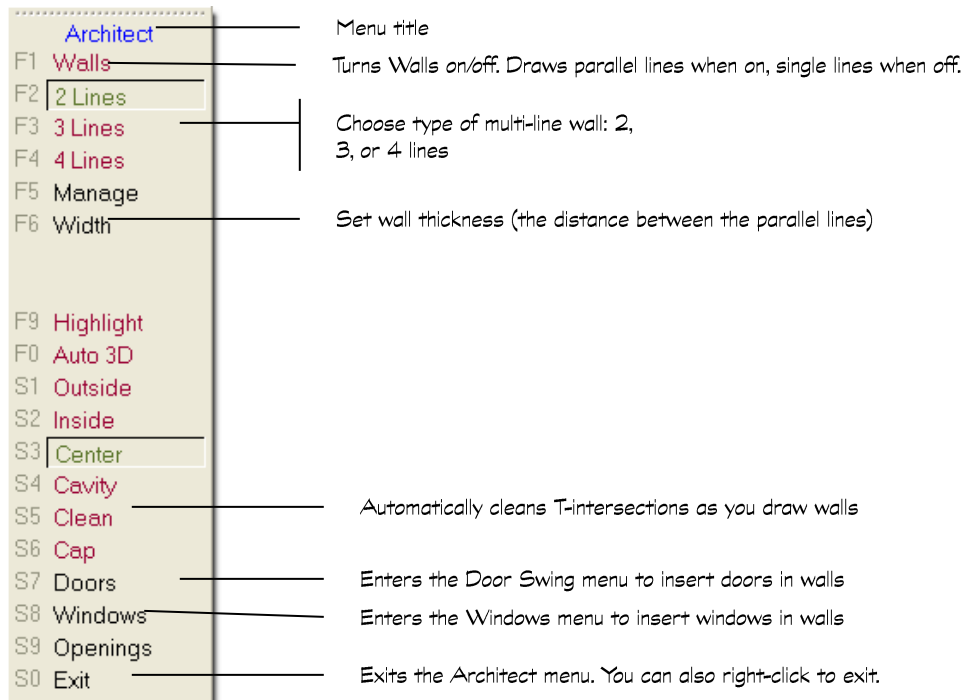 Architect Menu title
F1 Walls Turns Walls on/off. Draws parallel lines when on, single lines when off.
F2 2 Lines
F3 3 Lines Choose type of multi-line wall: 2,
F4 4 Lines 3, or 4 lines
F5 Manage
F6 Width Set wall thickness (the distance between the parallel lines)
F9 Highlight
F0 Auto 3D
S1 Outside
S2 Inside
S3 Center
S4 Cavity
S5 Clean Automatically cleans T-intersections as you draw walls
S6 Cap
S7 Doors Enters the Door Swing menu to insert doors in walls
S8 Windows Enters the Windows menu to insert windows in walls
S9 Openings
S0 Exit Exits the Architect menu. You can also right-click to exit.